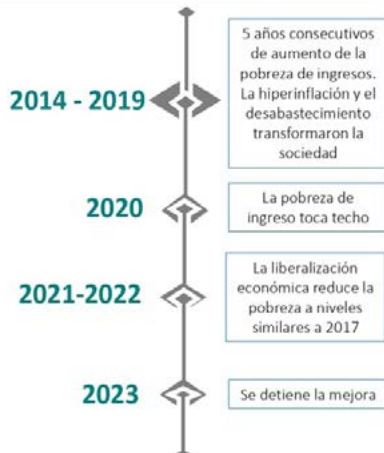 2014 - 2019
5 años consecutivos
de aumento de la
pobreza de ingresos.
La hiperinflación y el
desabastecimiento
transformaron la
sociedad
2020
La pobreza de
ingreso toca techo
2021-2022
La liberalización
económica reduce la
pobreza a niveles
similares a 2017
2023
Se detiene la mejora